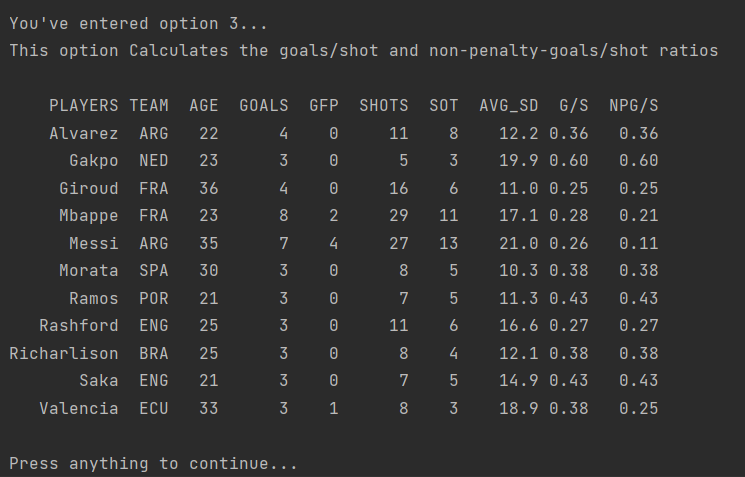 You've entered option 3...
This option Calculates the goals/shot and non-penalty-goals/shot ratios
PLAYERS TEAM AGE GOALS GFP SHOTS SOT AVG_SD G/S NPG/S
Alvarez ARG 22 4 0 11 8 12.2 0.36 0.36
Gakpo NED 23 3 0 5 3 19.9 0.60 0.60
Giroud FRA 36 4 0 16 6 11.0 0.25 0.25
Mbappe FRA 23 8 2 29 11 17.1 0.28 0.21
Messi ARG 35 7 4 27 13 21.0 0.26 0.11
Morata SPA 30 3 0 8 5 10.3 0.38 0.38
Ramos POR 21 3 0 7 5 11.3 0.43 0.43
Rashford ENG 25 3 0 11 6 16.6 0.27 0.27
Richarlison BRA 25 3 0 8 4 12.1 0.38 0.38
Saka ENG 21 3 0 7 5 14.9 0.43 0.43
Valencia ECU 33 3 1 8 3 18.9 0.38 0.25
Press anything to continue...